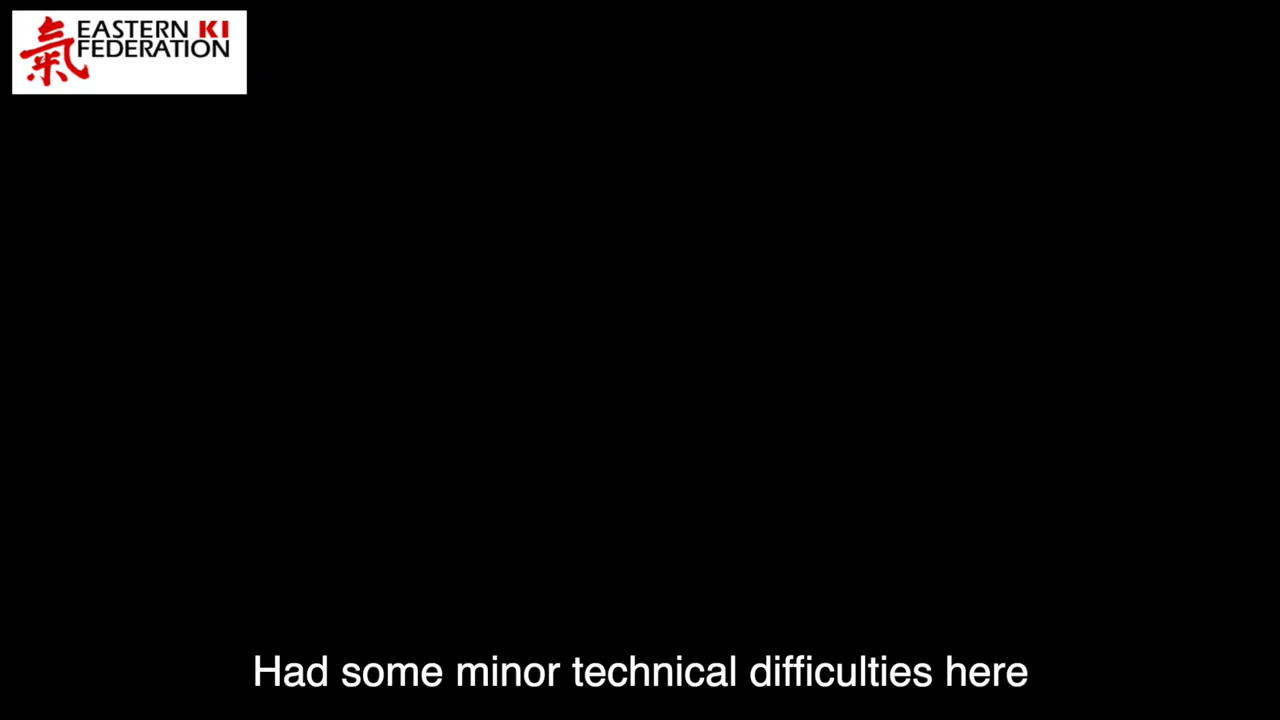 氣
EASTERN KI
FEDERATION
Had some minor technical difficulties here